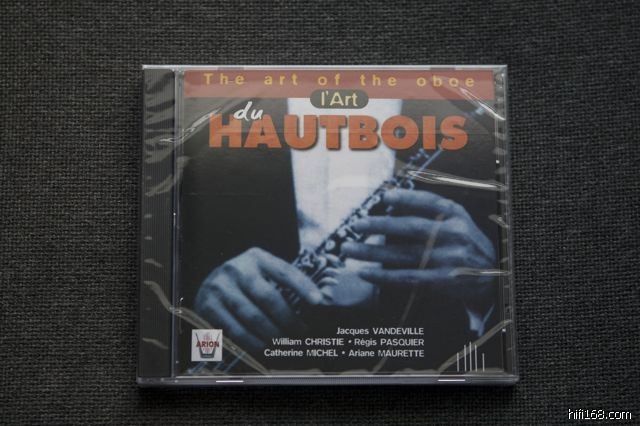 The art of the oboe
l'Art
du
HAUTBOIS
Jacques VANDEVILLE
William CHRISTIE • Régis PASQUIER
Catherine MICHEL • Ariane MAURETTE
ARION
hifi168.com